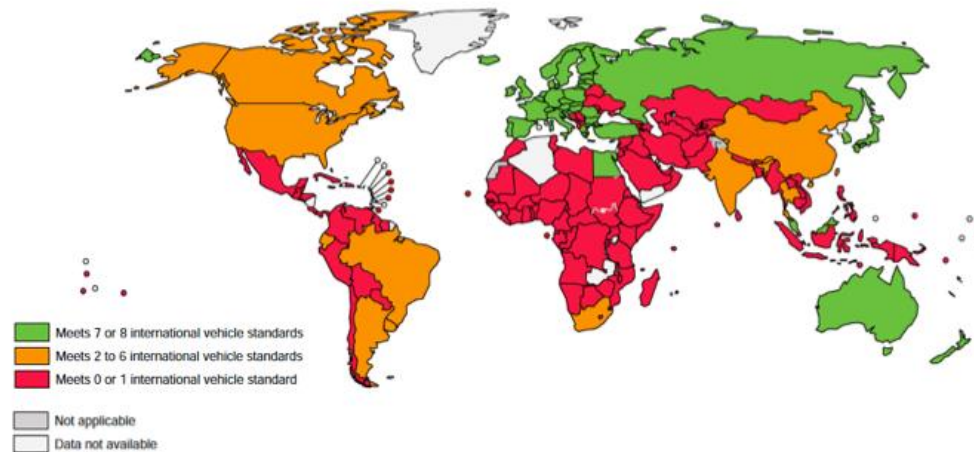 Meets 7 or 8 international vehicle standards
Meets 2 to 6 international vehicle standards
Meets 0 or 1 international vehicle standard
Not applicable
Data not available